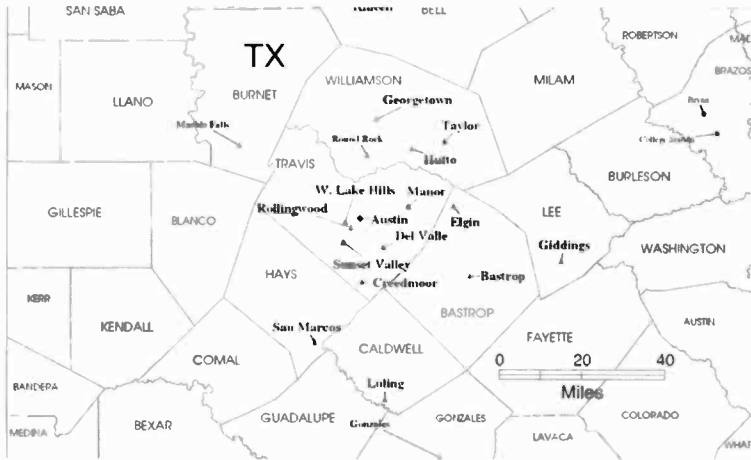 SAN SABA
Killeen
BELL
ROBERTSON
TX
MASON
LLANO
BURNET
WILLIAMSON
MILAM
BRAZOS
Georgetown
Bryan
Marble Falls
Taylor
College Station
Round Rock
Hutto
TRAVIS
BURLESON
W. Lake Hills
Manor
GILLESPIE
BLANCO
Rollingwood
Austin
Elgin
LEE
Del Valle
Giddings
WASHINGTON
Sunset Valley
HAYS
Creedmoor
Bastrop
KERR
KENDALL
BASTROP
AUSTIN
San Marcos
FAYETTE
COMAL
CALDWELL
0 20 40
Miles
BANDERA
Luling
MEDINA
BEXAR
GUADALUPE
Gonzales
GONZALES
COLORADO
LAVACA
WHAR